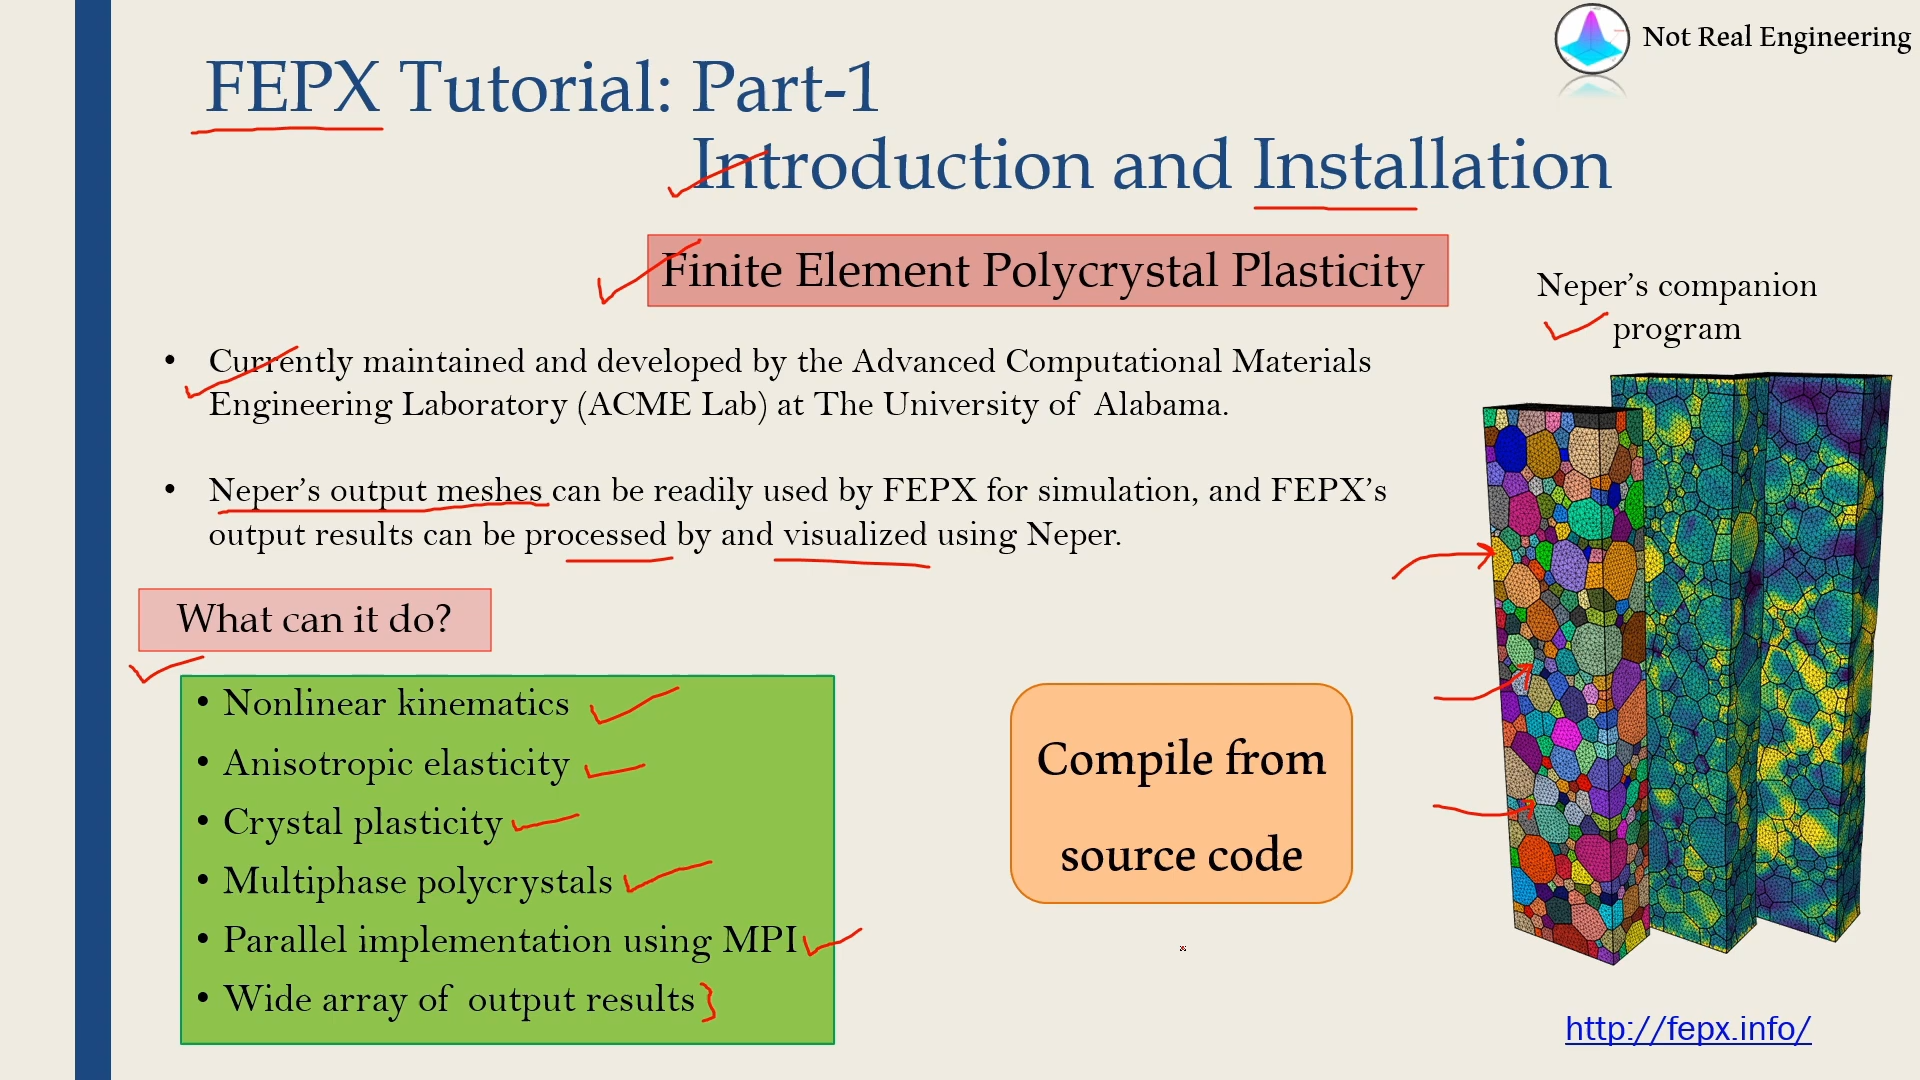 Not Real Engineering
FEPX Tutorial: Part-1
Introduction and Installation
Finite Element Polycrystal Plasticity
Neper’s companion
program
• Currently maintained and developed by the Advanced Computational Materials
Engineering Laboratory (ACME Lab) at The University of Alabama.
• Neper’s output meshes can be readily used by FEPX for simulation, and FEPX’s
output results can be processed by and visualized using Neper.
What can it do?
• Nonlinear kinematics
• Anisotropic elasticity
• Crystal plasticity
• Multiphase polycrystals
• Parallel implementation using MPI
• Wide array of output results
Compile from
source code
http://fepx.info/